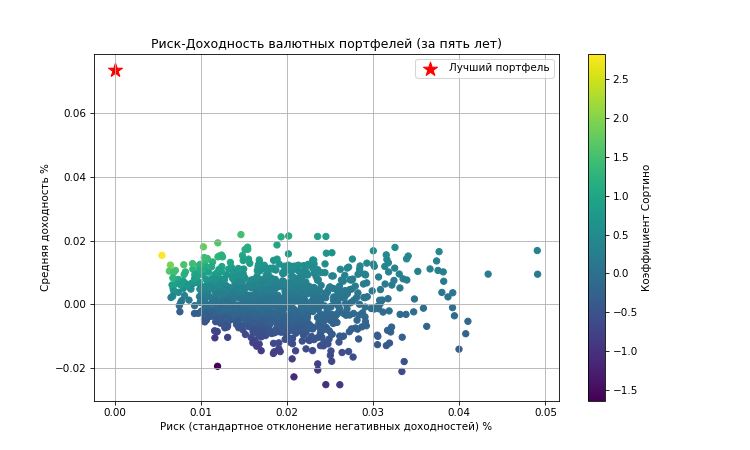 Риск-Доходность валютных портфелей (за пять лет)
Лучший портфель
Средняя доходность %
0.06
0.04
0.02
0.00
−0.02
0.00 0.01 0.02 0.03 0.04 0.05
Риск (стандартное отклонение негативных доходностей) %
2.5
2.0
1.5
1.0
0.5
0.0
−0.5
−1.0
−1.5
Коэффициент Сортино